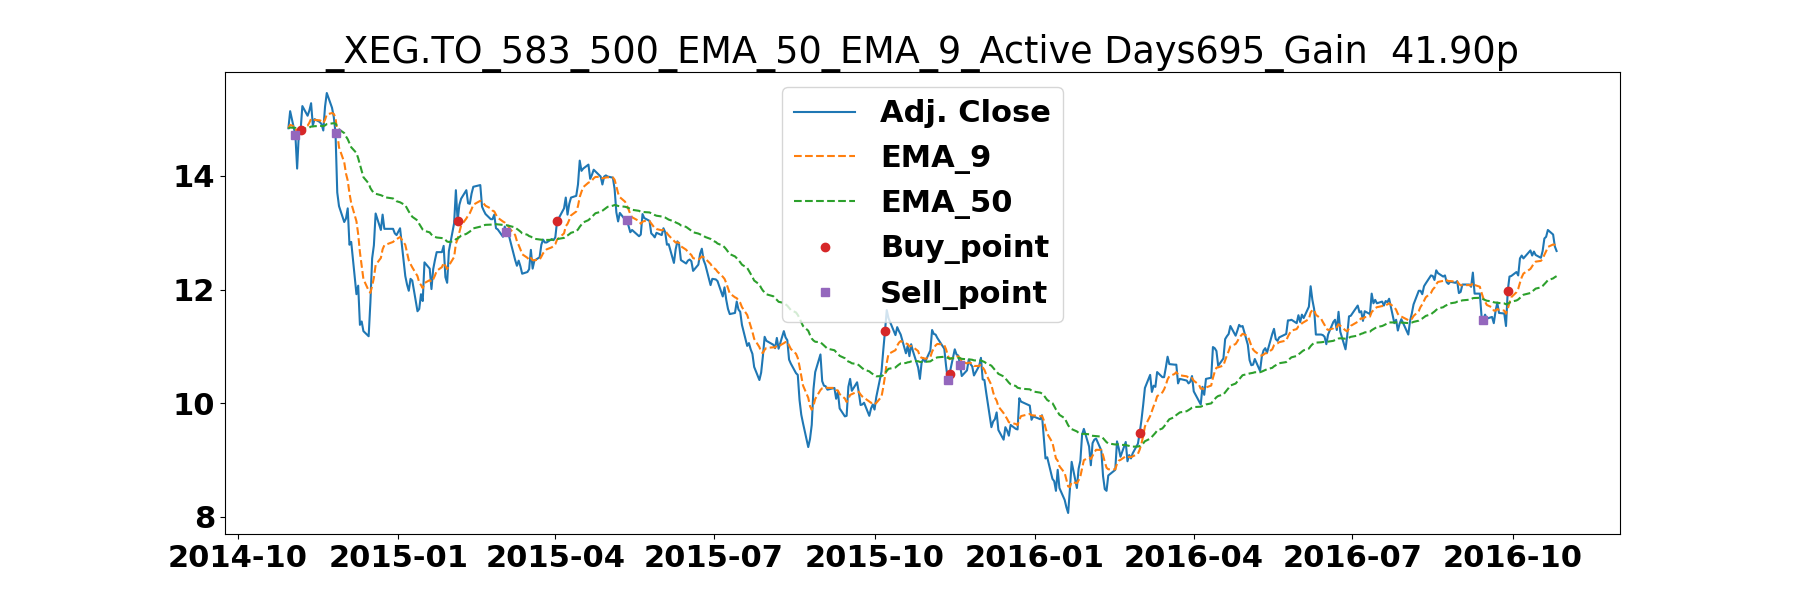 _XEG.TO_583_500_EMA_50_EMA_9_Active Days695_Gain  41.90p
Adj. Close
EMA_9
EMA_50
Buy_point
Sell_point
14
12
10
8
2014-10 2015-01 2015-04 2015-07 2015-10 2016-01 2016-04 2016-07 2016-10